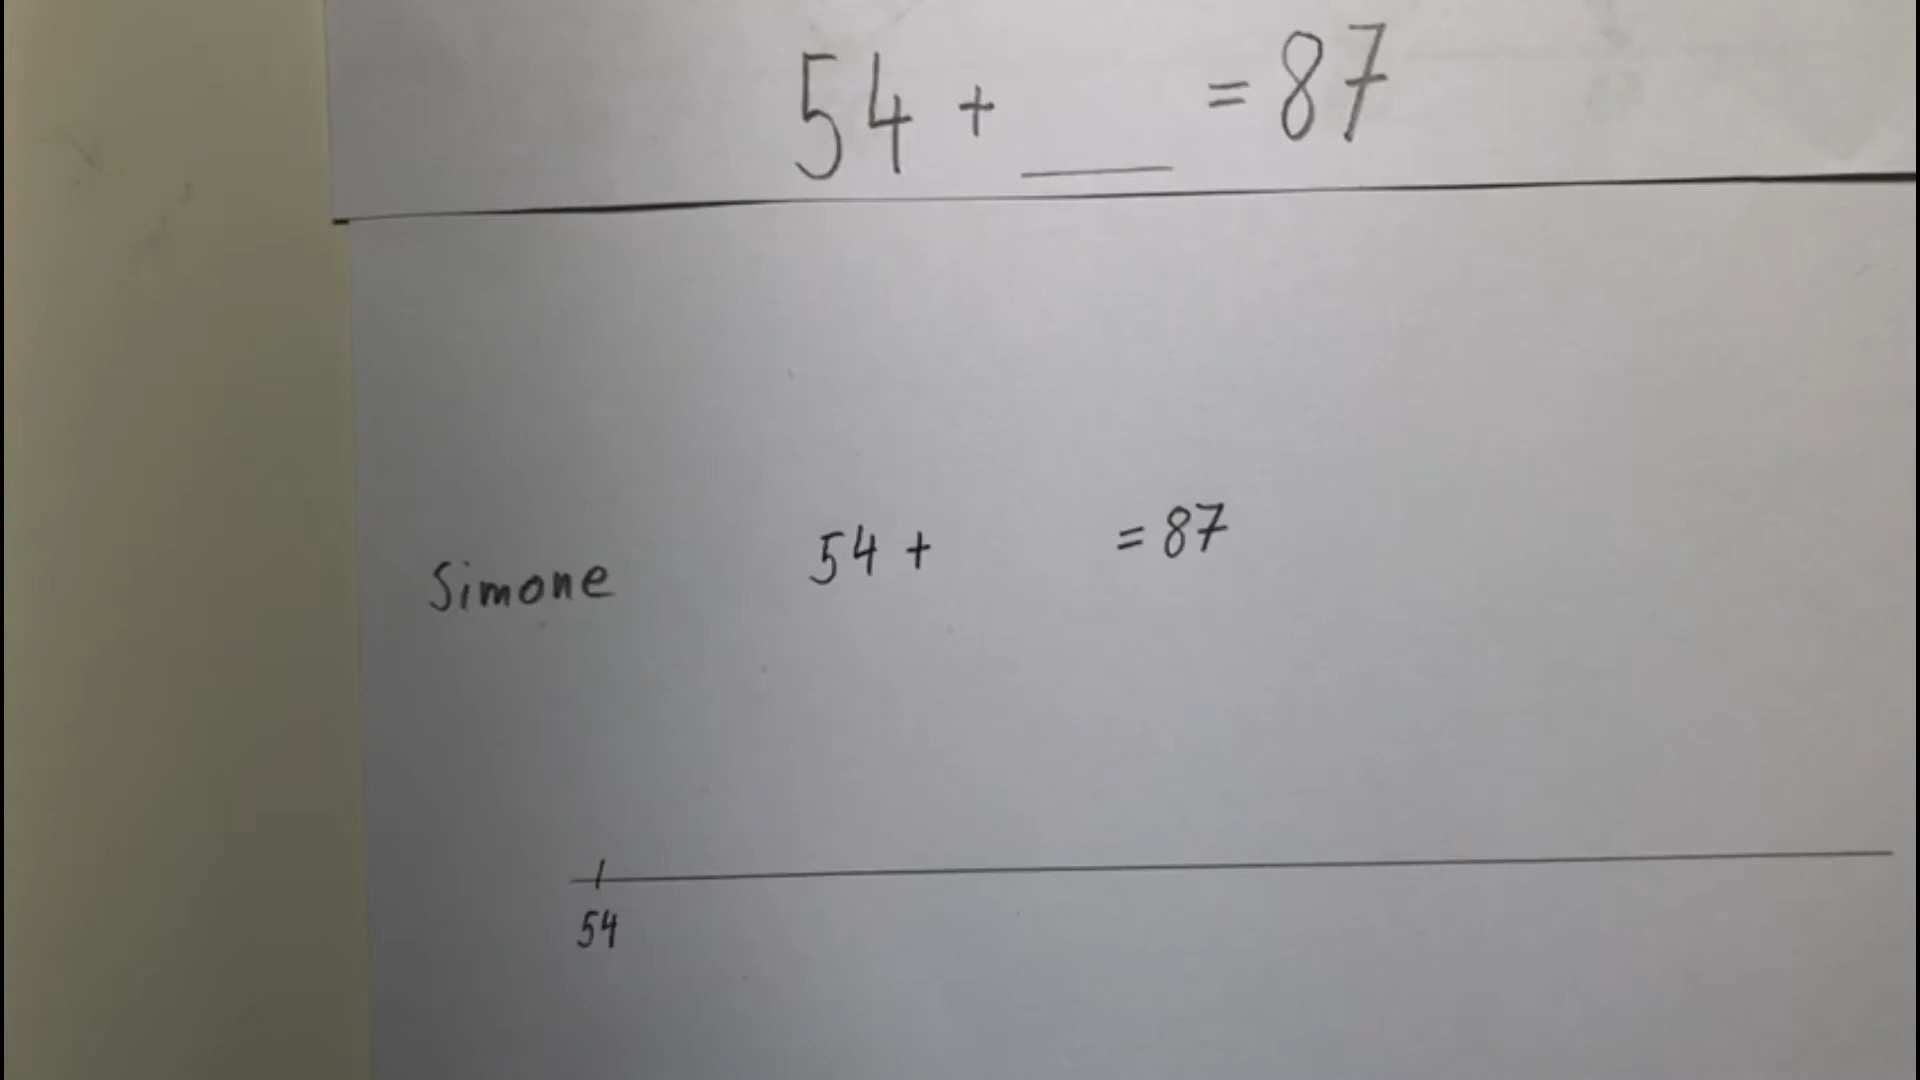 54 + ___ = 87
Simone 54 + = 87
54